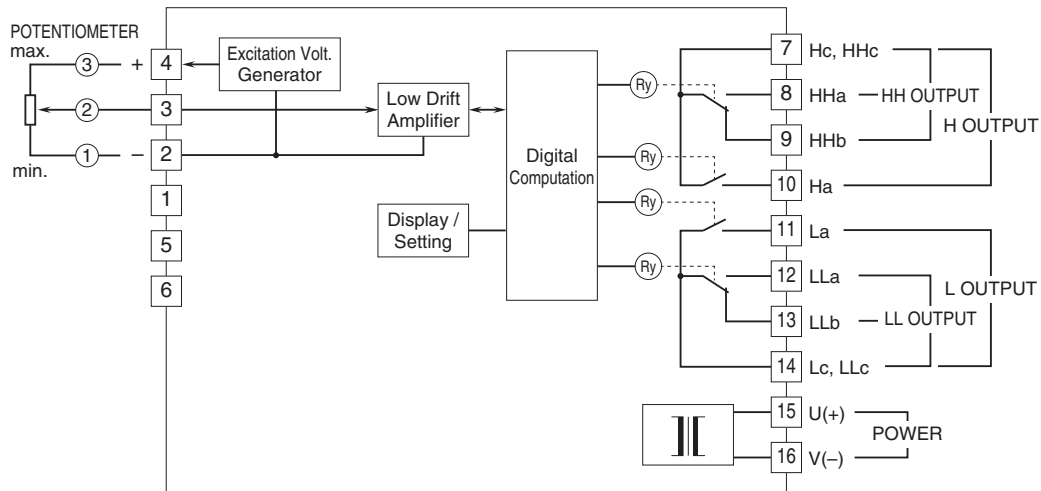 POTENTIOMETER
max.
3
+
4
Excitation Volt.
Generator
2
3
Low Drift
Amplifier
1
–
2
min.
1
5
6
Display /
Setting
Digital
Computation
Ry
Ry
Ry
Ry
7
Hc, HHc
8
HHa
HH OUTPUT
9
HHb
H OUTPUT
10
Ha
11
La
12
LLa
L OUTPUT
13
LLb
LL OUTPUT
14
Lc, LLc
15
U(+)
POWER
16
V(–)